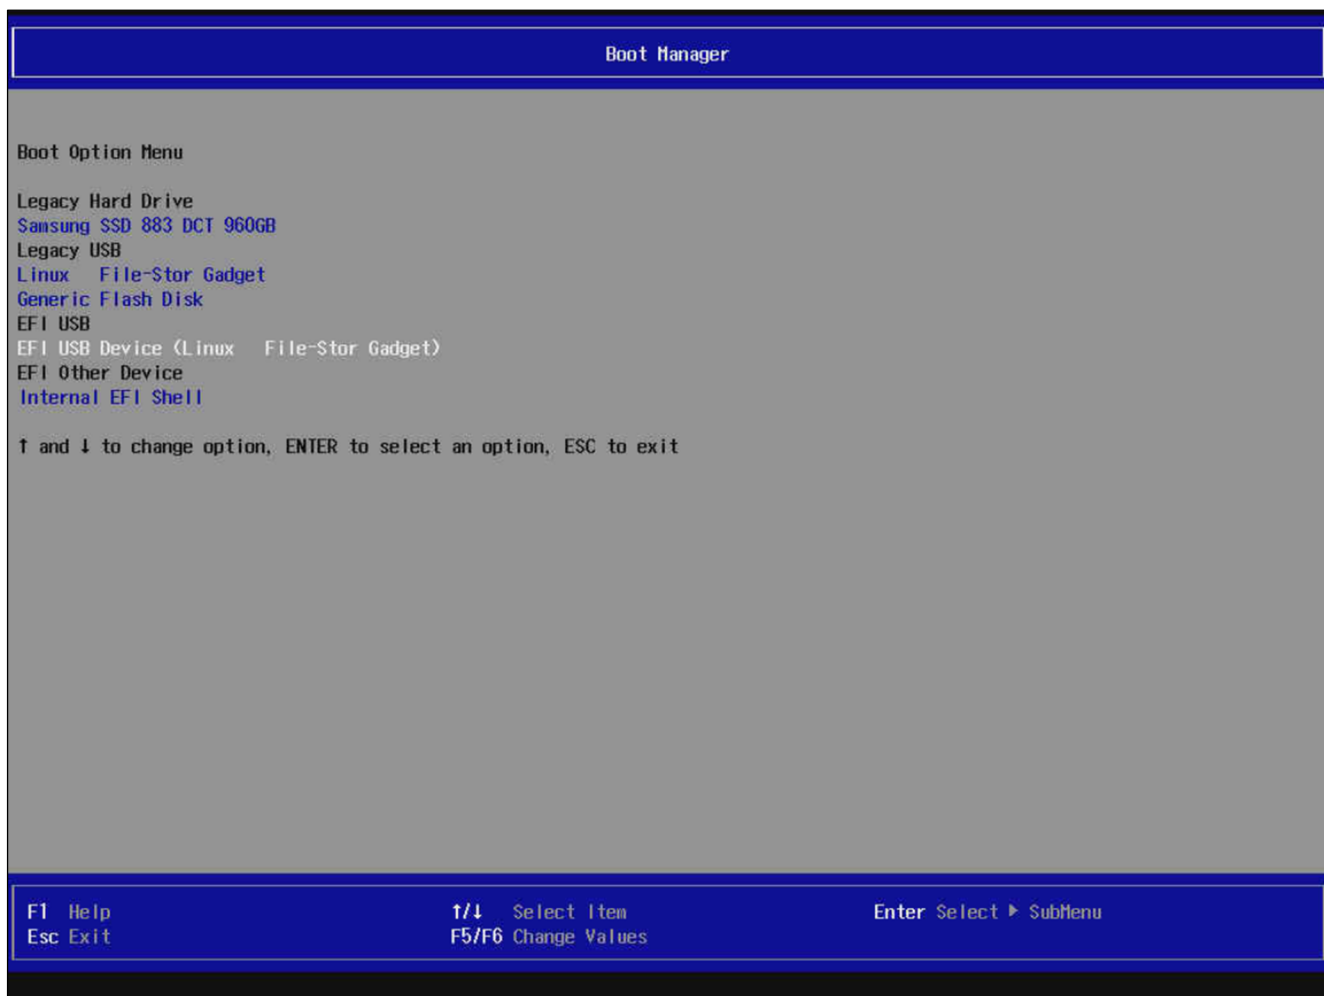 Boot Manager
Boot Option Menu
Legacy Hard Drive
Samsung SSD 883 DCT 960GB
Legacy USB
Linux   File-Stor Gadget
Generic Flash Disk
EFI USB
EFI USB Device (Linux   File-Stor Gadget)
EFI Other Device
Internal EFI Shell
↑ and ↓ to change option, ENTER to select an option, ESC to exit
F1 Help ↑/↓ Select Item Enter Select ▶ SubMenu
Esc Exit F5/F6 Change Values